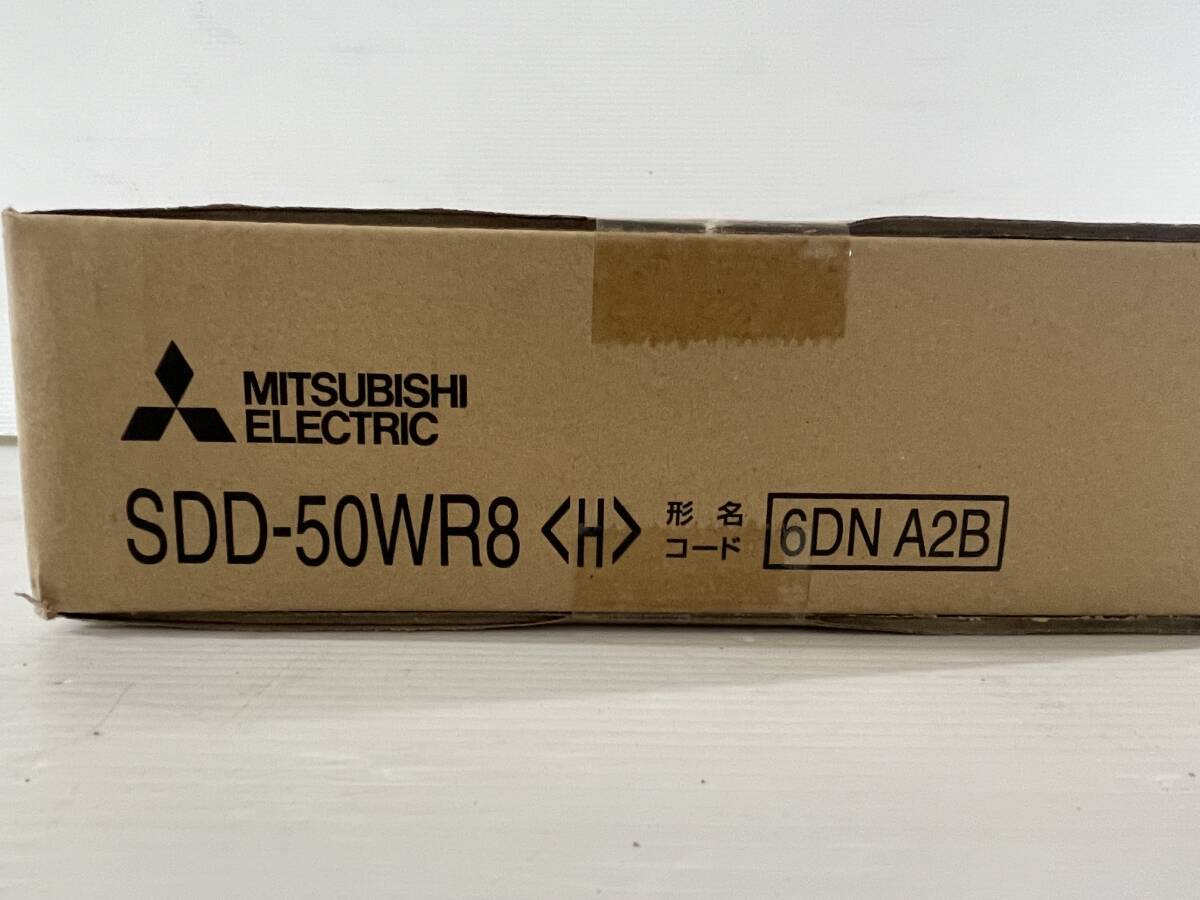 MITSUBISHI
ELECTRIC
SDD-50WR8 <H> 形名コード 6DN A2B